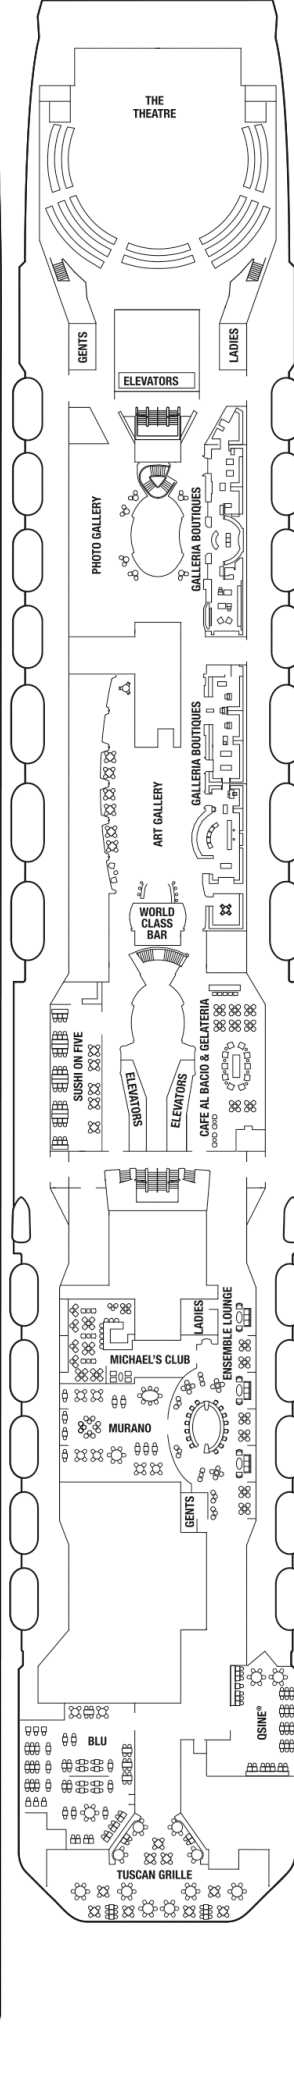 THE
THEATRE
GENTS
LADIES
ELEVATORS
PHOTO GALLERY
GALLERIA BOUTIQUES
GALLERIA BOUTIQUES
ART GALLERY
WORLD
CLASS
BAR
SUSHI ON FIVE
CAFE AL BACIO & GELATERIA
ELEVATORS
ELEVATORS
LADIES
ENSEMBLE LOUNGE
MICHAEL'S CLUB
MURANO
GENTS
QSINE®
BLU
TUSCAN GRILLE